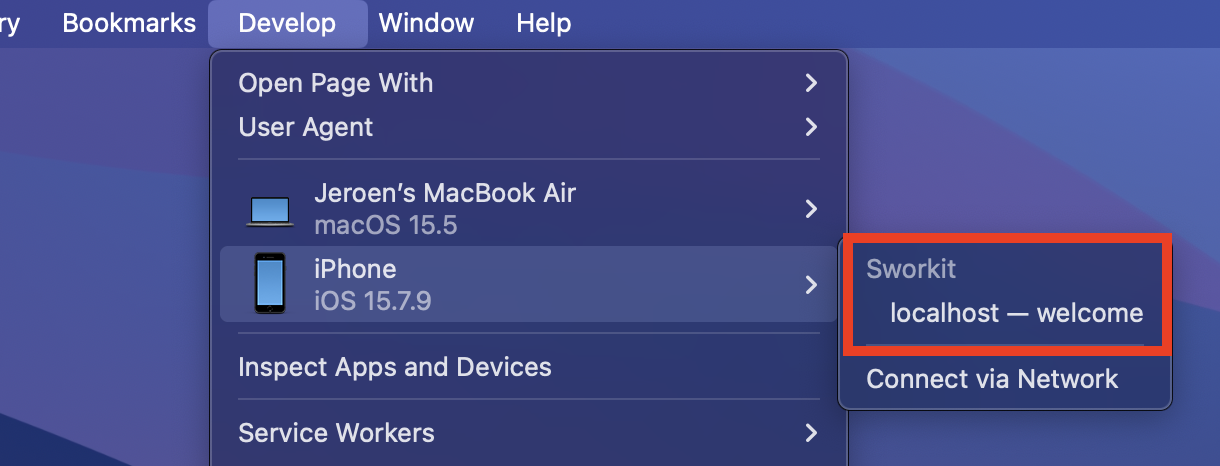 ry Bookmarks Develop Window Help
Open Page With
User Agent
Jeroen’s MacBook Air
macOS 15.5
iPhone
iOS 15.7.9
Sworkit
localhost — welcome
Connect via Network
Inspect Apps and Devices
Service Workers